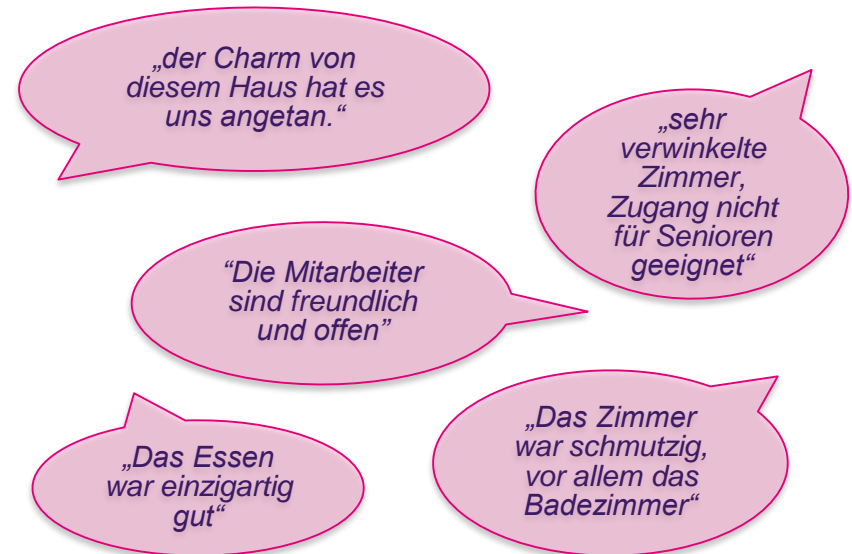 „der Charm von
diesem Haus hat es
uns angetan.“
„sehr
verwinkelte
Zimmer,
Zugang nicht
für Senioren
geeignet“
“Die Mitarbeiter
sind freundlich
und offen”
„Das Essen
war einzigartig
gut“
„Das Zimmer
war schmutzig,
vor allem das
Badezimmer“